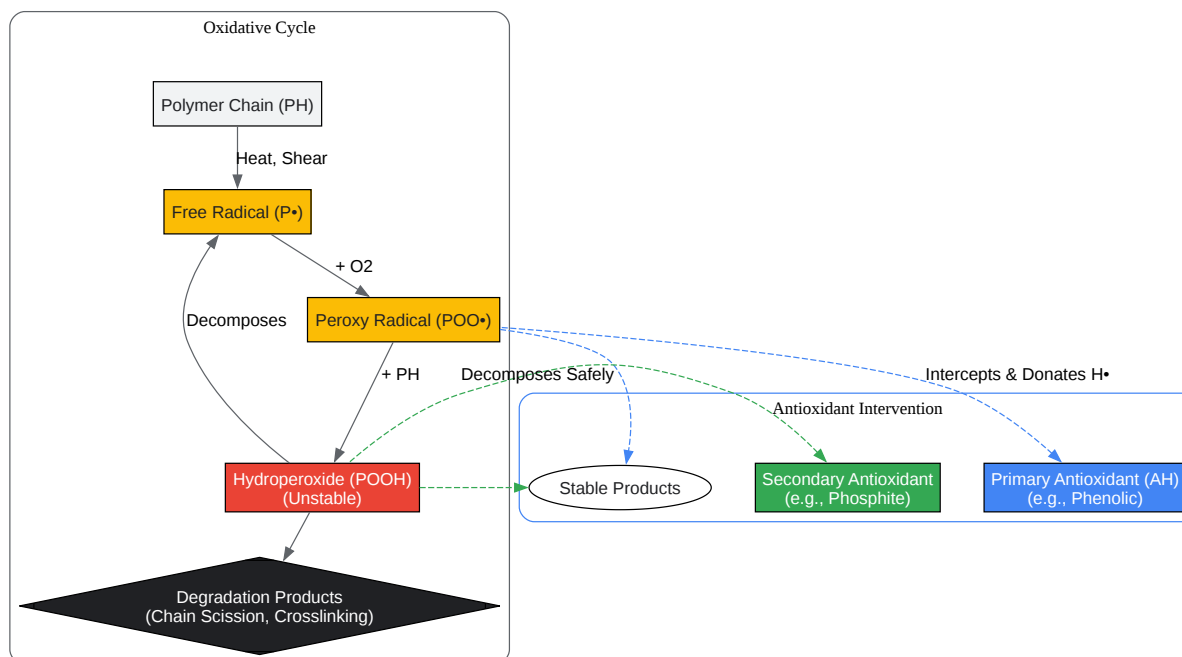 Oxidative Cycle
Polymer Chain (PH)
Heat, Shear
Free Radical (P•)
+ O2
Decomposes
Peroxy Radical (POO•)
+ PH
Decomposes Safely
Intercepts & Donates H•
Antioxidant Intervention
Hydroperoxide (POOH)
(Unstable)
Stable Products
Secondary Antioxidant
(e.g., Phosphite)
Primary Antioxidant (AH)
(e.g., Phenolic)
Degradation Products
(Chain Scission, Crosslinking)